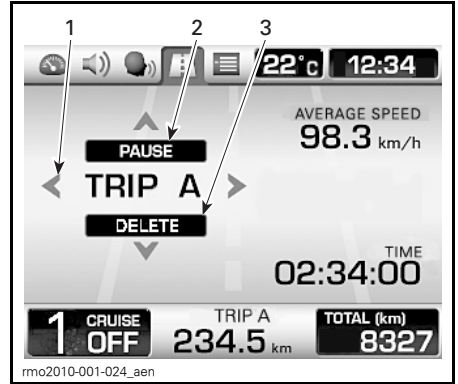 1 2 3
22°c 12:34
AVERAGE SPEED
98.3 km/h
PAUSE
TRIP A
DELETE
TIME
02:34:00
1 CRUISE OFF
TRIP A
234.5 km
TOTAL (km)
8327
rmo2010-001-024_aen